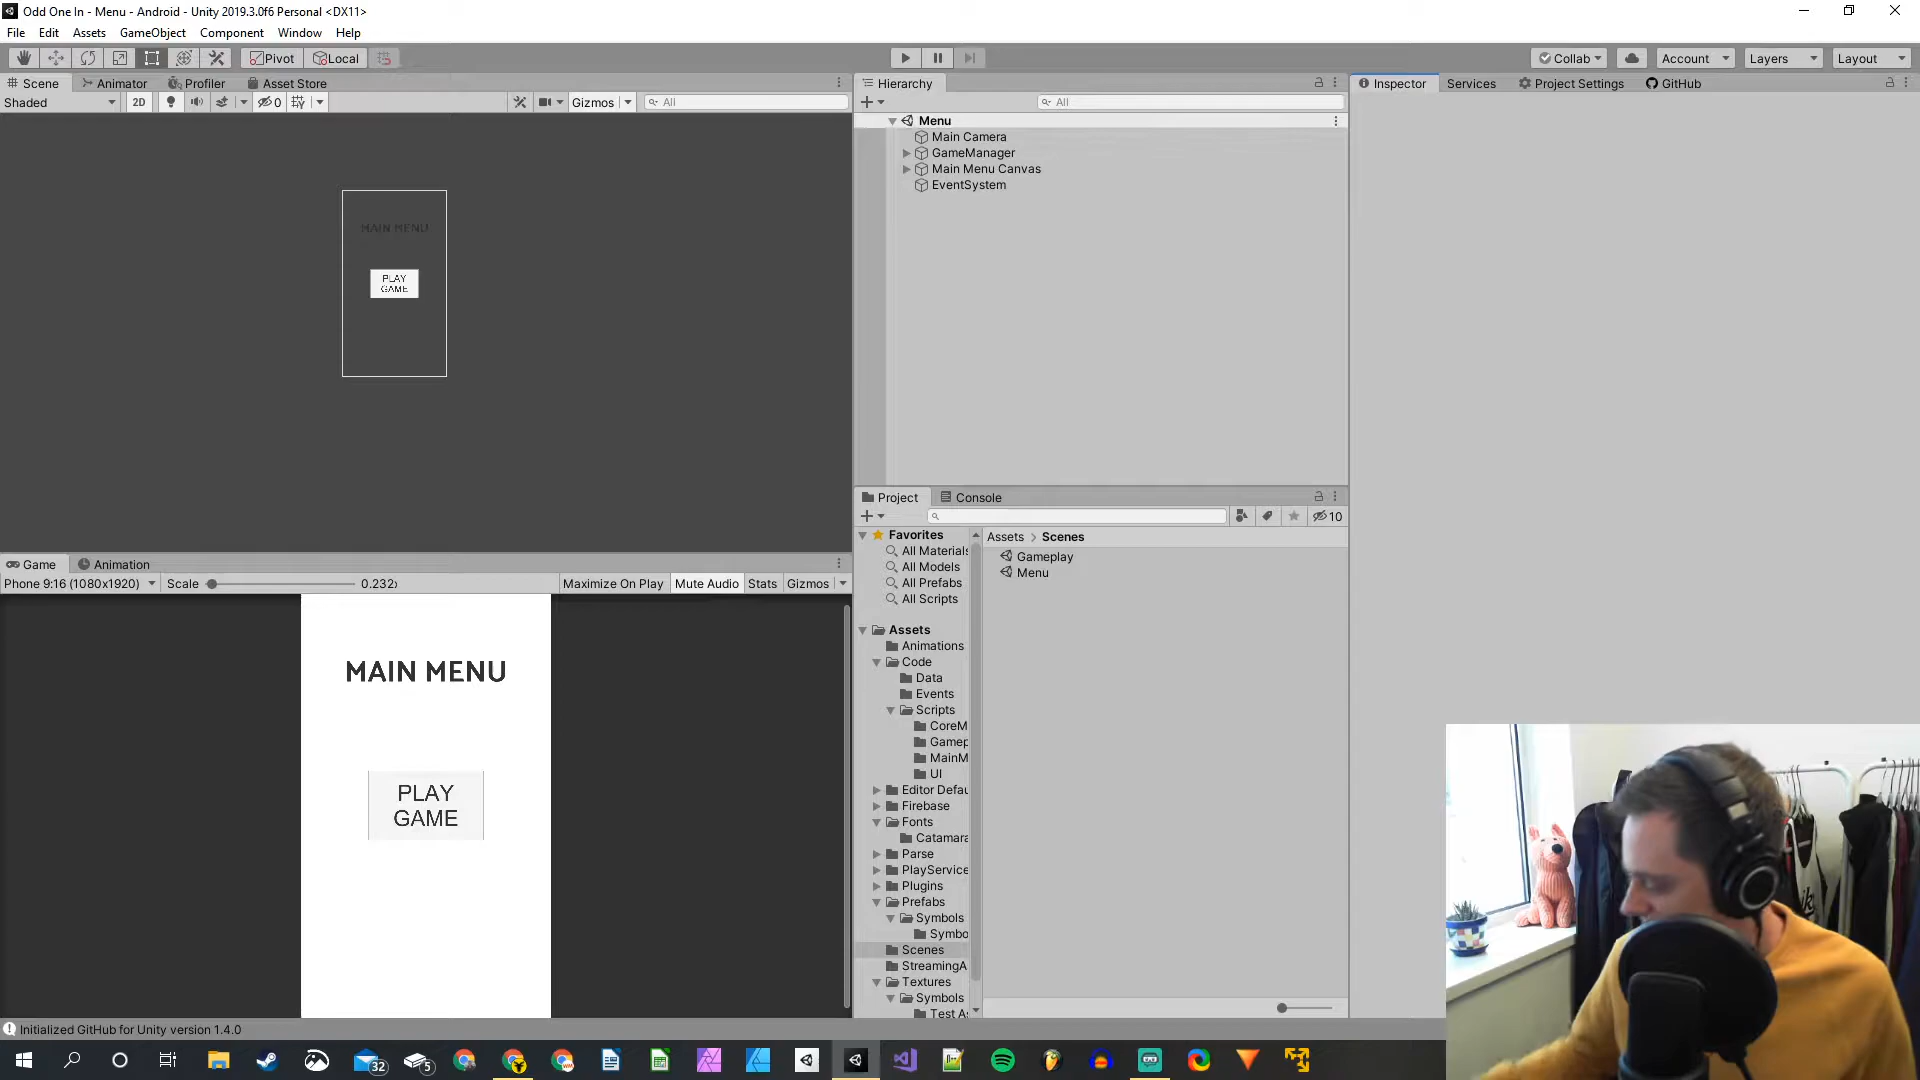 Odd One In - Menu - Android - Unity 2019.3.0f6 Personal <DX11>
File Edit Assets GameObject Component Window Help
Pivot Local Collab Account Layers Layout
Scene Animator Profiler Asset Store
Shaded 2D 0 Gizmos All
MAIN MENU
PLAY
GAME
Game Animation
Phone 9:16 (1080x1920) Scale 0.232x Maximize On Play Mute Audio Stats Gizmos
MAIN MENU
PLAY
GAME
Hierarchy
All
Menu
Main Camera
GameManager
Main Menu Canvas
EventSystem
Project Console
10
Favorites
All Materials
All Models
All Prefabs
All Scripts
Assets
Animations
Code
Data
Events
Scripts
CoreM
Gamep
MainM
UI
Editor Defau
Firebase
Fonts
Catamara
Parse
PlayService
Plugins
Prefabs
Symbols
Symbo
Scenes
StreamingA
Textures
Symbols
Test A
Assets > Scenes
Gameplay
Menu
Inspector Services Project Settings GitHub
Initialized GitHub for Unity version 1.4.0
32
5